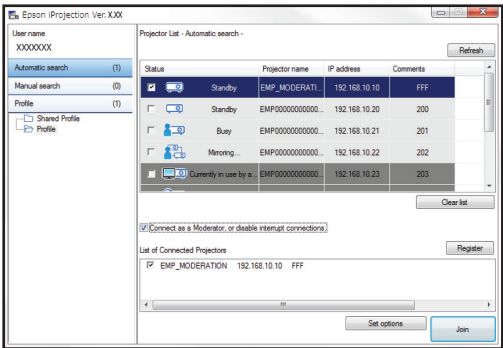 Epson iProjection Ver. X.XX
User name
XXXXXXX
Automatic search (1)
Manual search (0)
Profile (1)
Shared Profile
Profile
Projector List - Automatic search -
Refresh
Status Projector name IP address Comments
Standby EMP_MODERATI... 192.168.10.10 FFF
Standby EMP00000000000... 192.168.10.20 200
Busy EMP00000000000... 192.168.10.21 201
Mirroring... EMP00000000000... 192.168.10.22 202
Currently in use by a... EMP00000000000... 192.168.10.23 203
Clear list
Connect as a Moderator, or disable interrupt connections.
List of Connected Projectors
Register
EMP_MODERATION 192.168.10.10 FFF
Set options
Join